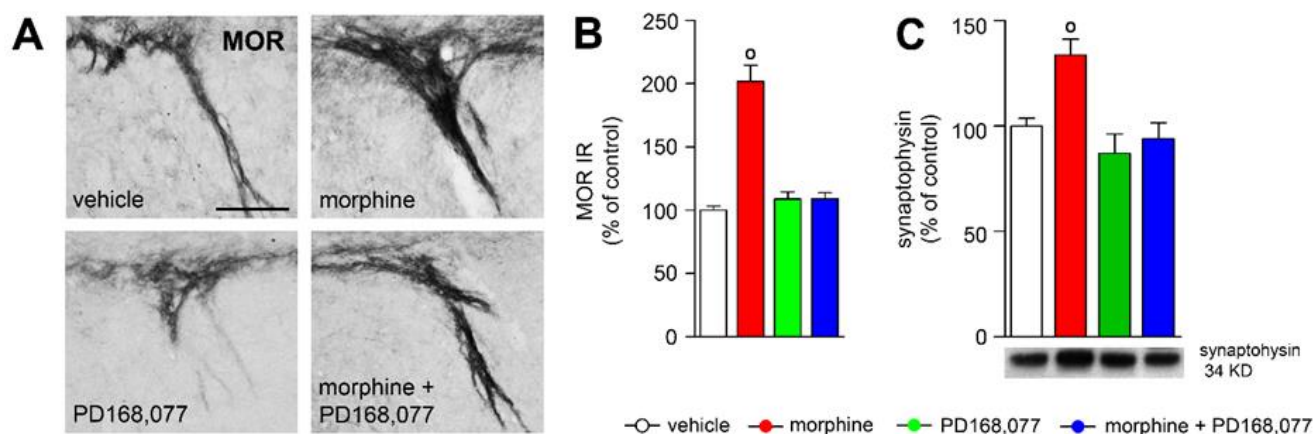 A
MOR
vehicle
morphine
PD168,077
morphine +
PD168,077
B
MOR IR
(% of control)
250
200
150
100
50
0
o
C
synaptophysin
(% of control)
150
100
50
0
o
synaptohysin
34 KD
vehicle
morphine
PD168,077
morphine + PD168,077